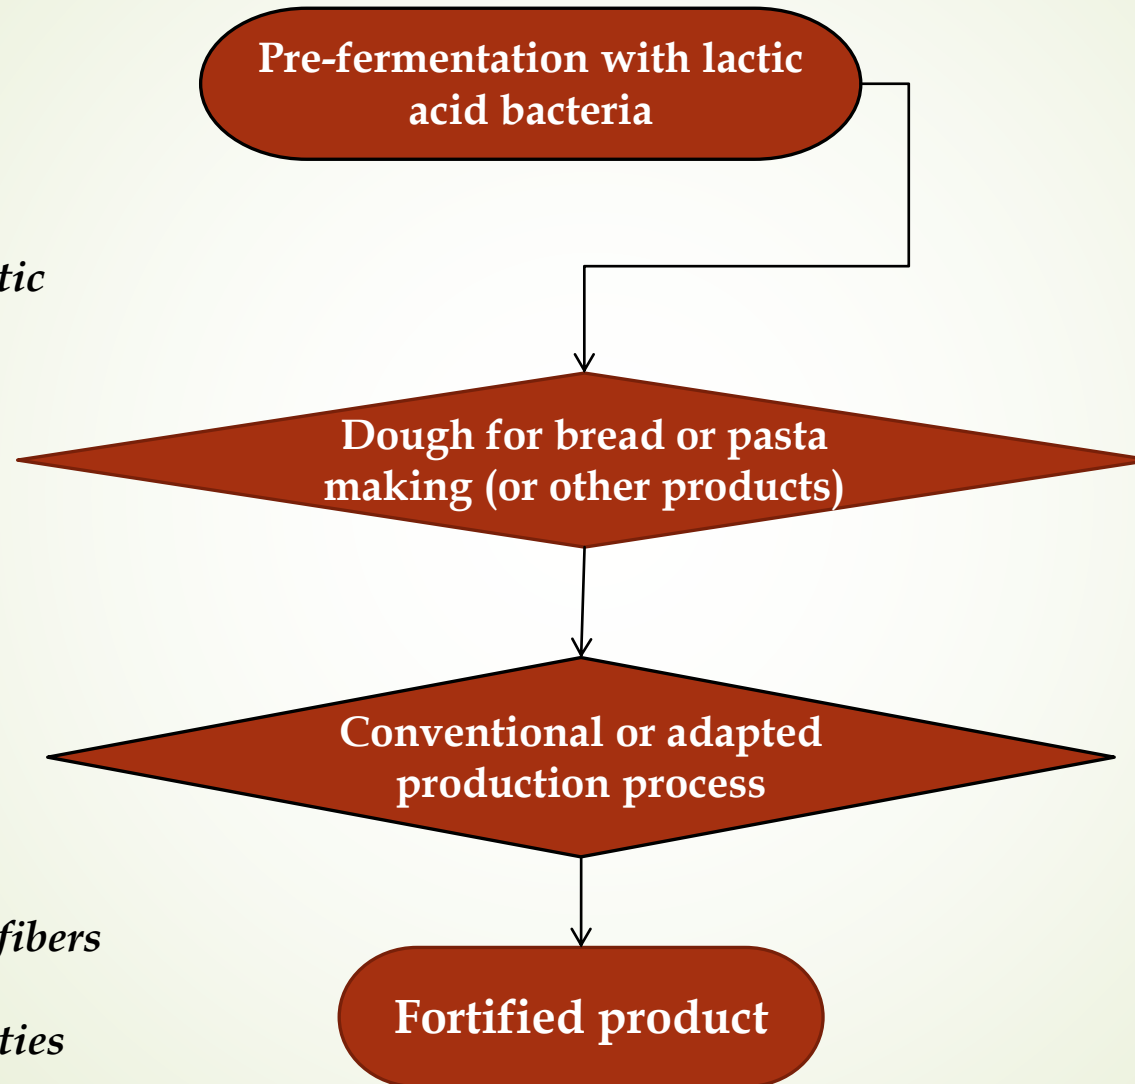 Pre-fermentation with lactic
acid bacteria
tic
Dough for bread or pasta
making (or other products)
Conventional or adapted
production process
fibers
Fortified product
ties